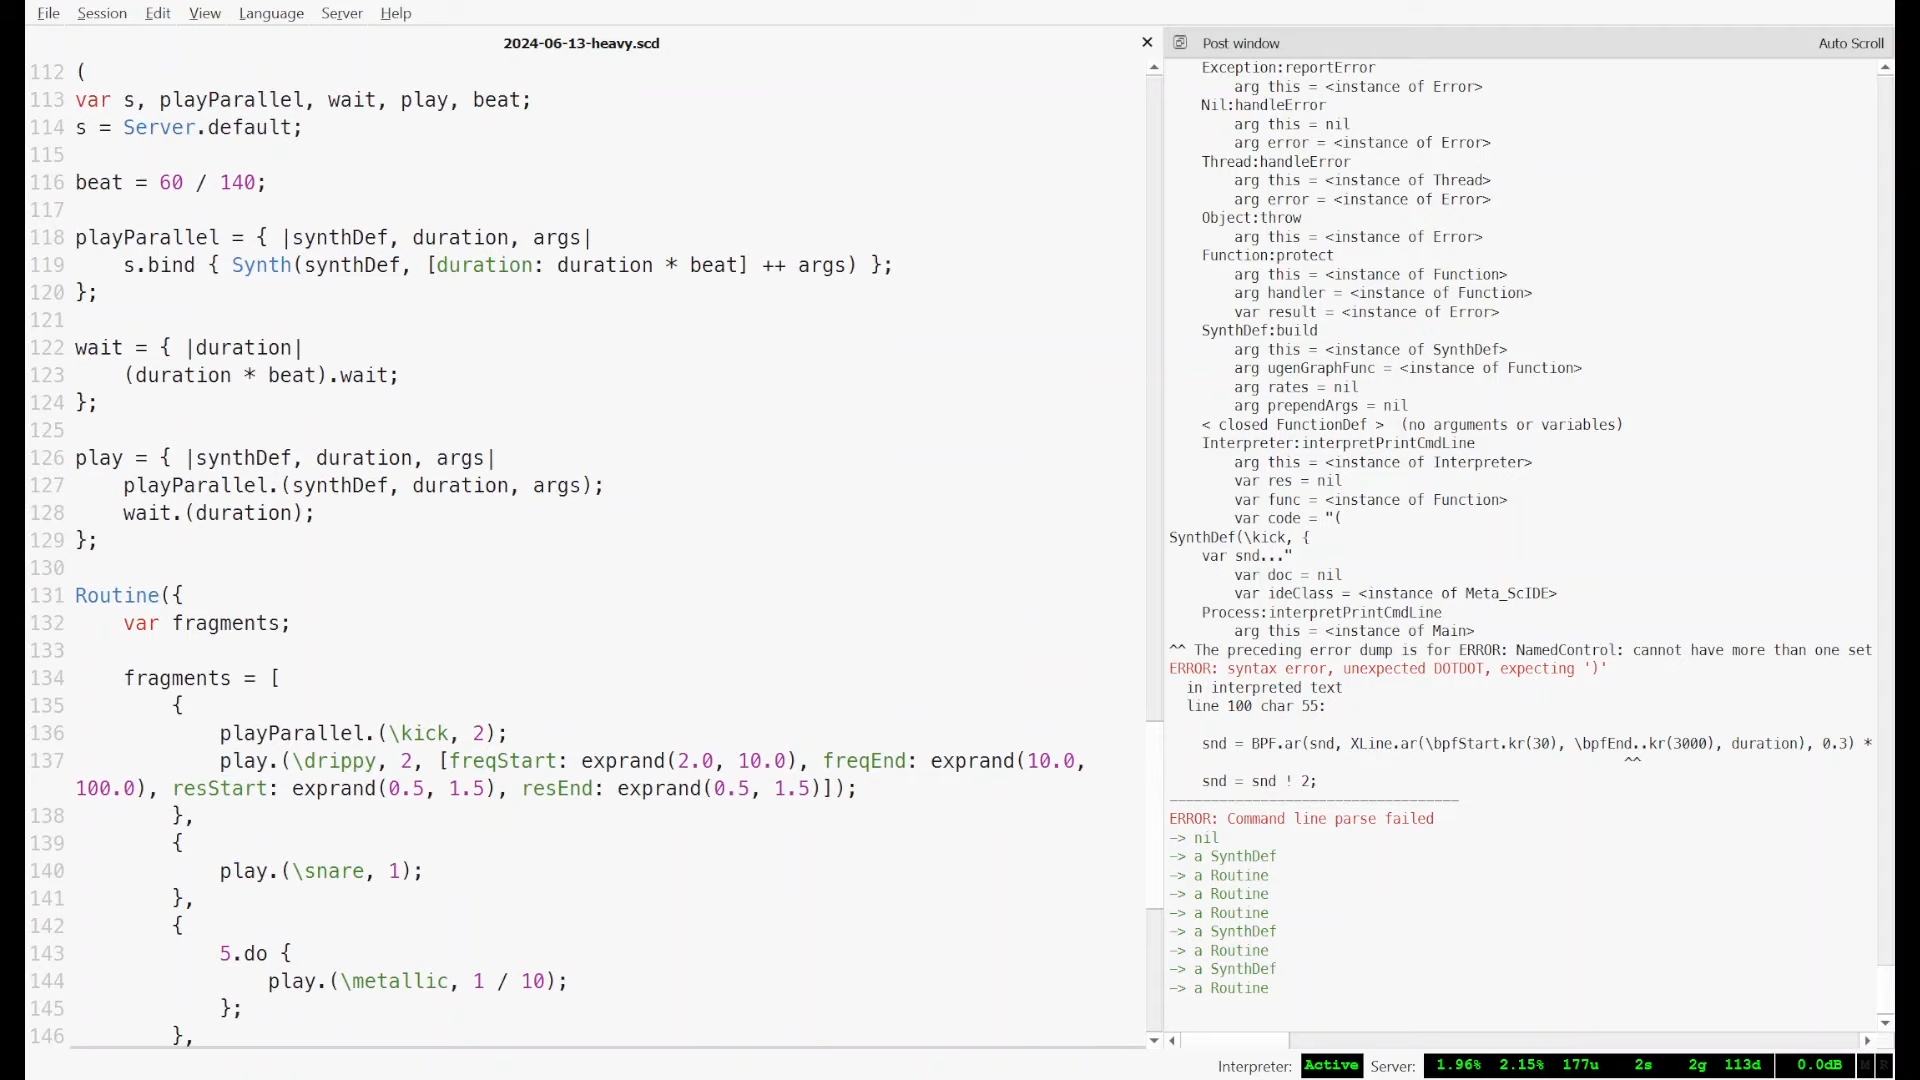 File Session Edit View Language Server Help
2024-06-13-heavy.scd
112 (
113 var s, playParallel, wait, play, beat;
114 s = Server.default;
115
116 beat = 60 / 140;
117
118 playParallel = { |synthDef, duration, args|
119     s.bind { Synth(synthDef, [duration: duration * beat] ++ args) };
120 };
121
122 wait = { |duration|
123     (duration * beat).wait;
124 };
125
126 play = { |synthDef, duration, args|
127     playParallel.(synthDef, duration, args);
128     wait.(duration);
129 };
130
131 Routine({
132     var fragments;
133
134     fragments = [
135         {
136             playParallel.(\kick, 2);
137             play.(\drippy, 2, [freqStart: exprand(2.0, 10.0), freqEnd: exprand(10.0,
100.0), resStart: exprand(0.5, 1.5), resEnd: exprand(0.5, 1.5)]);
138         },
139         {
140             play.(\snare, 1);
141         },
142         {
143             5.do {
144                 play.(\metallic, 1 / 10);
145             };
146         },
Post window
Auto Scroll
Exception:reportError
arg this = <instance of Error>
Nil:handleError
arg this = nil
arg error = <instance of Error>
Thread:handleError
arg this = <instance of Thread>
arg error = <instance of Error>
Object:throw
arg this = <instance of Error>
Function:protect
arg this = <instance of Function>
arg handler = <instance of Function>
var result = <instance of Error>
SynthDef:build
arg this = <instance of SynthDef>
arg ugenGraphFunc = <instance of Function>
arg rates = nil
arg prependArgs = nil
< closed FunctionDef >  (no arguments or variables)
Interpreter:interpretPrintCmdLine
arg this = <instance of Interpreter>
var res = nil
var func = <instance of Function>
var code = "(
SynthDef(\kick, {
var snd..."
var doc = nil
var ideClass = <instance of Meta_ScIDE>
Process:interpretPrintCmdLine
arg this = <instance of Main>
^^ The preceding error dump is for ERROR: NamedControl: cannot have more than one set
ERROR: syntax error, unexpected DOTDOT, expecting ')'
in interpreted text
line 100 char 55:
snd = BPF.ar(snd, XLine.ar(\bpfStart.kr(30), \bpfEnd..kr(3000), duration), 0.3) *
^^
snd = snd ! 2;
-----------------------------------
ERROR: Command line parse failed
-> nil
-> a SynthDef
-> a Routine
-> a Routine
-> a Routine
-> a SynthDef
-> a Routine
-> a SynthDef
-> a Routine
Interpreter: Active Server: 1.96% 2.15% 177u 2s 2g 113d 0.0dB M R